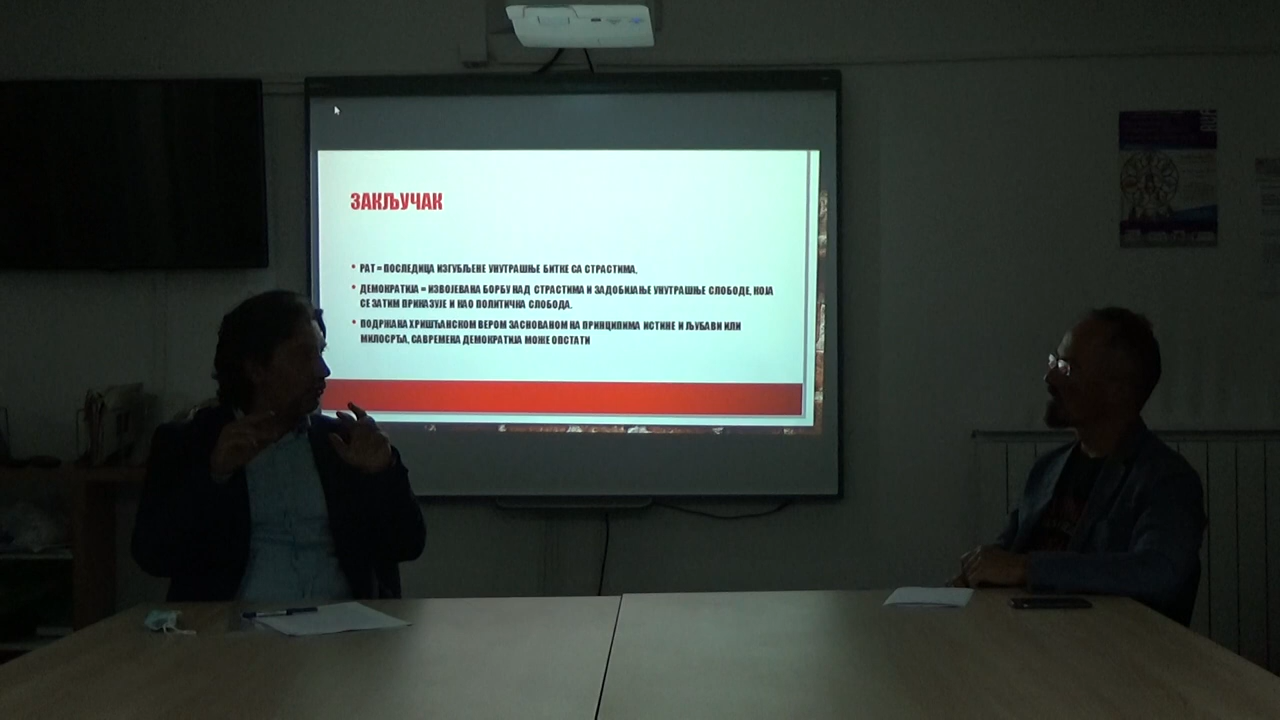 ЗАКЉУЧАК
• РАТ = ПОСЛЕДИЦА ИЗГУБЉЕНЕ УНУТРАШЊЕ БИТКЕ СА СТРАСТИМА.
• ДЕМОКРАТИЈА = ИЗВОЈЕВАНА БОРБУ НАД СТРАСТИМА И ЗАДОБИЈАЊЕ УНУТРАШЊЕ СЛОБОДЕ, КОЈА
СЕ ЗАТИМ ПРИКАЗУЈЕ И КАО ПОЛИТИЧКА СЛОБОДА.
• ПОДРЖАНА ХРИШЋАНСКОМ ВЕРОМ ЗАСНОВАНОМ НА ПРИНЦИПИМА ИСТИНЕ И ЉУБАВИ ИЛИ
МИЛОСРЂА, САВРЕМЕНА ДЕМОКРАТИЈА МОЖЕ ОПСТАТИ